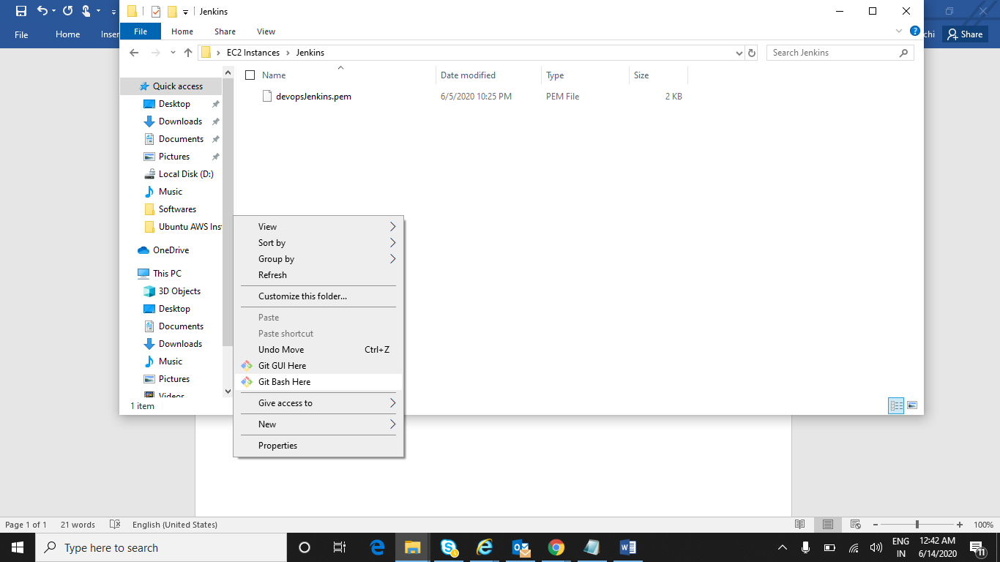 Jenkins
File Home Share View
File Home Inser
chi Share
EC2 Instances Jenkins
Search Jenkins
Name Date modified Type Size
devopsJenkins.pem 6/5/2020 10:25 PM PEM File 2 KB
Quick access
Desktop
Downloads
Documents
Pictures
Local Disk (D:)
Music
Softwares
Ubuntu AWS Inst
OneDrive
This PC
3D Objects
Desktop
Documents
Downloads
Music
Pictures
Videos
1 item
View
Sort by
Group by
Refresh
Customize this folder...
Paste
Paste shortcut
Undo Move Ctrl+Z
Git GUI Here
Git Bash Here
Give access to
New
Properties
Page 1 of 1 21 words English (United States) 100%
Type here to search
ENG
IN
12:42 AM
6/14/2020
11